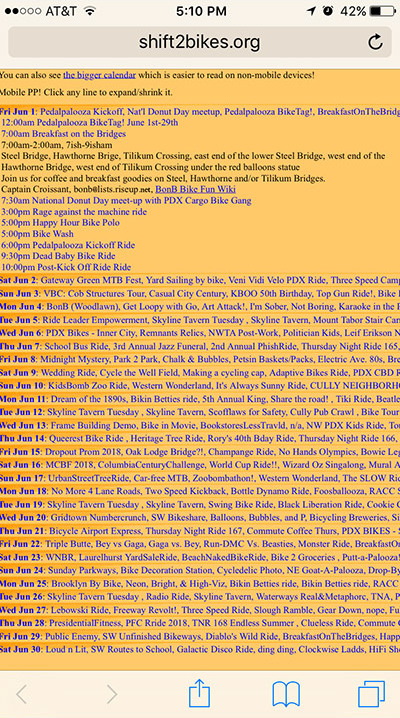 AT&T 5:10 PM 42%
shift2bikes.org
You can also see the bigger calendar which is easier to read on non-mobile devices!
Mobile PP! Click any line to expand/shrink it.
Fri Jun 1: Pedalpalooza Kickoff, Nat'l Donut Day meetup, Pedalpalooza BikeTag!, BreakfastOnTheBridg
12:00am Pedalpalooza BikeTag! June 1st-29th
7:00am Breakfast on the Bridges
7:00am-2:00am, 7ish-9isham
Steel Bridge, Hawthorne Brige, Tilikum Crossing, east end of the lower Steel Bridge, west end of the
Hawthorne Bridge, west end of Tilikum Crossing under the red balloons statue
Join us for coffee and breakfast goodies on Steel, Hawthorne and/or Tilikum Bridges.
Captain Croissant, bonb@lists.riseup.net, BonB Bike Fun Wiki
7:30am National Donut Day meet-up with PDX Cargo Bike Gang
3:00pm Rage against the machine ride
5:00pm Happy Hour Bike Polo
5:00pm Bike Wash
6:00pm Pedalpalooza Kickoff Ride
9:30pm Dead Baby Bike Ride
10:00pm Post-Kick Off Ride Ride
Sat Jun 2: Gateway Green MTB Fest, Yard Sailing by bike, Veni Vidi Velo PDX Ride, Three Speed Camp
Sun Jun 3: VBC: Cob Structures Tour, Casual City Century, KBOO 50th Birthday, Top Gun Ride!, Bike
Mon Jun 4: BonB (Woodlawn), Get Loopy with Go, Art Attack!, I'm Sober, Not Boring, Karaoke in the
Tue Jun 5: Ride Leader Empowerment, Skyline Tavern Tuesday , Skyline Tavern, Mount Tabor Stair Car
Wed Jun 6: PDX Bikes - Inner City, Remnants Relics, NWTA Post-Work, Politician Kids, Leif Erikson N
Thu Jun 7: School Bus Ride, 3rd Annual Jazz Funeral, 2nd Annual PhishRide, Thursday Night Ride 165,
Fri Jun 8: Midnight Mystery, Park 2 Park, Chalk & Bubbles, Petsin Baskets/Packs, Electric Ave. 80s, Bre
Sat Jun 9: Wedding Ride, Cycle the Well Field, Making a cycling cap, Adaptive Bikes Ride, PDX CBD R
Sun Jun 10: KidsBomb Zoo Ride, Western Wonderland, It's Always Sunny Ride, CULLY NEIGHBORHO
Mon Jun 11: Dream of the 1890s, Bikin Betties ride, 5th Annual King, Share the road! , Tiki Ride, Beatle
Tue Jun 12: Skyline Tavern Tuesday , Skyline Tavern, Scofflaws for Safety, Cully Pub Crawl , Bike Tour
Wed Jun 13: Frame Building Demo, Bike in Movie, BookstoresLessTravld, n/a, NW PDX Kids Ride, To
Thu Jun 14: Queerest Bike Ride , Heritage Tree Ride, Rory's 40th Bday Ride, Thursday Night Ride 166,
Fri Jun 15: Dropout Prom 2018, Oak Lodge Bridge?!, Champange Ride, No Hands Olympics, Bowie Leg
Sat Jun 16: MCBF 2018, ColumbiaCenturyChallenge, World Cup Ride!!, Wizard Oz Singalong, Mural A
Sun Jun 17: UrbanStreetTreeRide, Car-free MTB, Zoobombathon!, Western Wonderland, The SLOW Ri
Mon Jun 18: No More 4 Lane Roads, Two Speed Kickback, Bottle Dynamo Ride, Foosballooza, RACC S
Tue Jun 19: Skyline Tavern Tuesday , Skyline Tavern, Swing Bike Ride, Black Liberation Ride, Cookie C
Wed Jun 20: Gridtown Numbercrunch, SW Bikeshare, Balloons, Bubbles, and P, Bicycling Breweries, Si
Thu Jun 21: Bicycle Airport Express, Thursday Night Ride 167, Commute Coffee Thurs, PDX BIKES -
Fri Jun 22: Triple Butte, Bey vs Gaga, Gaga vs. Bey, Run-DMC Vs. Beasties, Monster Ride, BreakfastOn
Sat Jun 23: WNBR, Laurelhurst YardSaleRide, BeachNakedBikeRide, Bike 2 Groceries , Putt-a-Palooza!
Sun Jun 24: Sunday Parkways, Bike Decoration Station, Cycledelic Photo, NE Goat-A-Palooza, Drop-By
Mon Jun 25: Brooklyn By Bike, Neon, Bright, & High-Viz, Bikin Betties ride, Bikin Betties ride, RACC
Tue Jun 26: Skyline Tavern Tuesday , Radio Ride, Skyline Tavern, Waterways Real&Metaphore, TNA, P
Wed Jun 27: Lebowski Ride, Freeway Revolt!, Three Speed Ride, Slough Ramble, Gear Down, nope, Fu
Thu Jun 28: PresidentialFitness, PFC Ride 2018, TNR 168 Endless Summer , Clueless Ride, Commute
Fri Jun 29: Public Enemy, SW Unfinished Bikeways, Diablo's Wild Ride, BreakfastOnTheBridges, Happ
Sat Jun 30: Loud n Lit, SW Routes to School, Galactic Disco Ride, ding ding, Clockwise Ladds, HiFi Sho